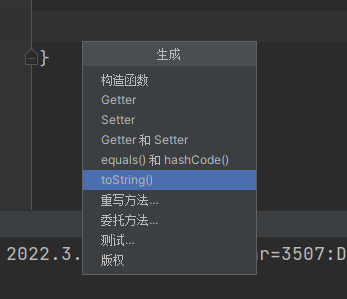 生成
}
构造函数
Getter
Setter
Getter 和 Setter
equals() 和 hashCode()
toString()
重写方法...
委托方法...
测试...
2022.3. r=3507:D
版权